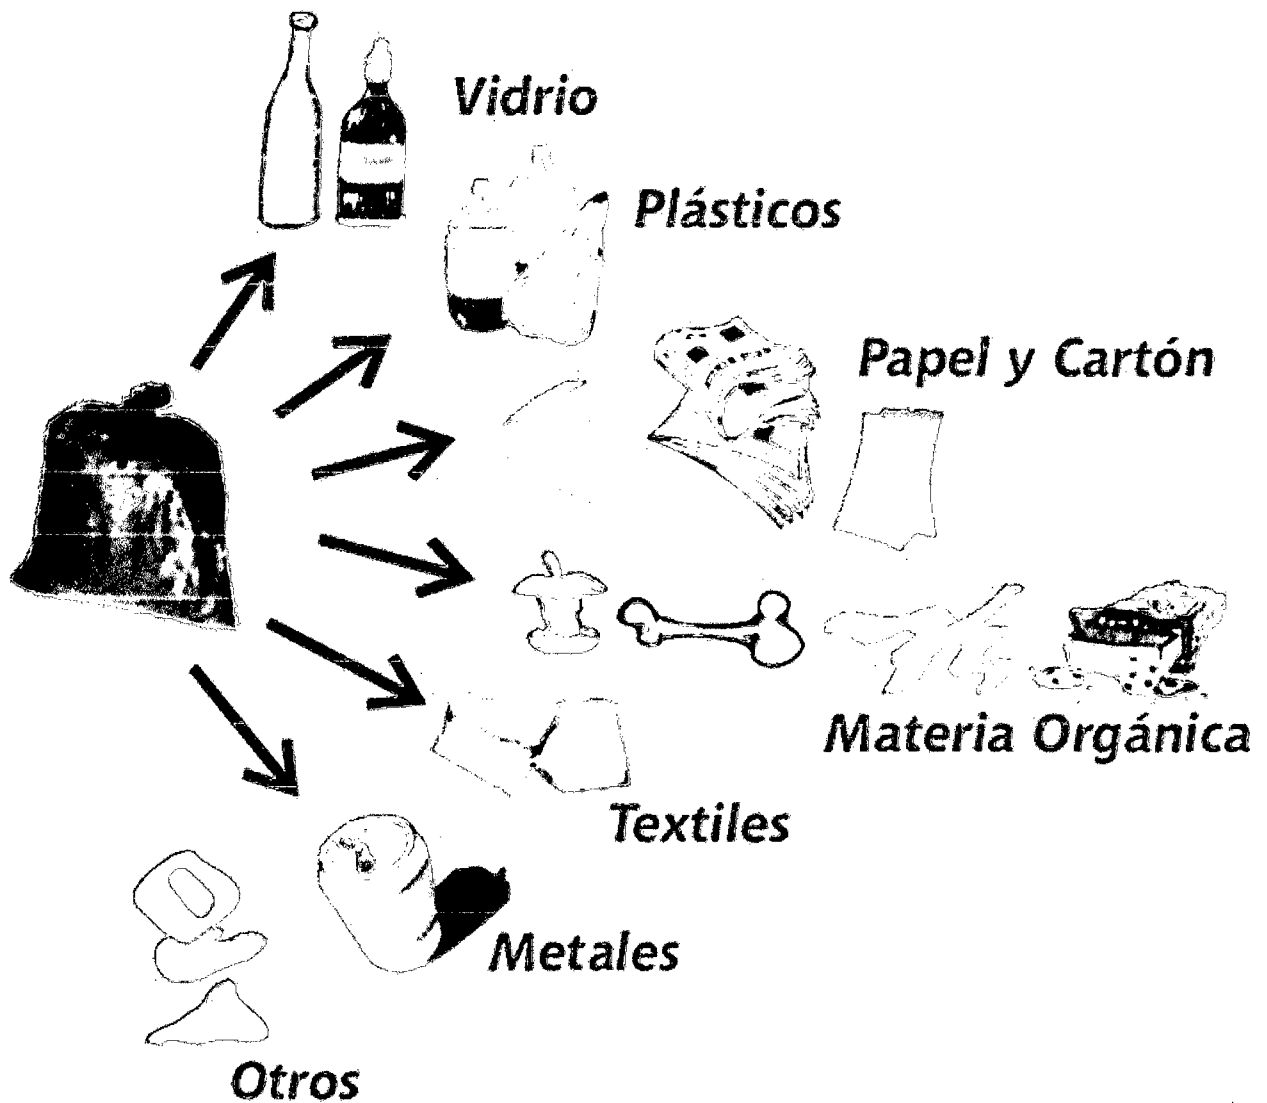 Vidrio
Plásticos
Papel y Cartón
Materia Orgánica
Textiles
Metales
Otros